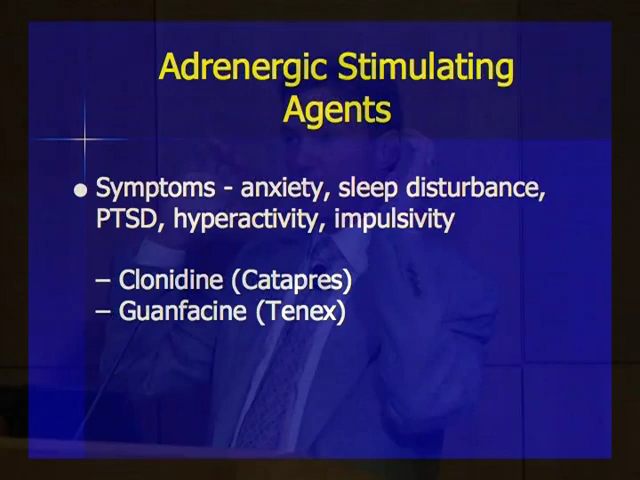 Adrenergic Stimulating
Agents
● Symptoms - anxiety, sleep disturbance,
PTSD, hyperactivity, impulsivity
– Clonidine (Catapres)
– Guanfacine (Tenex)